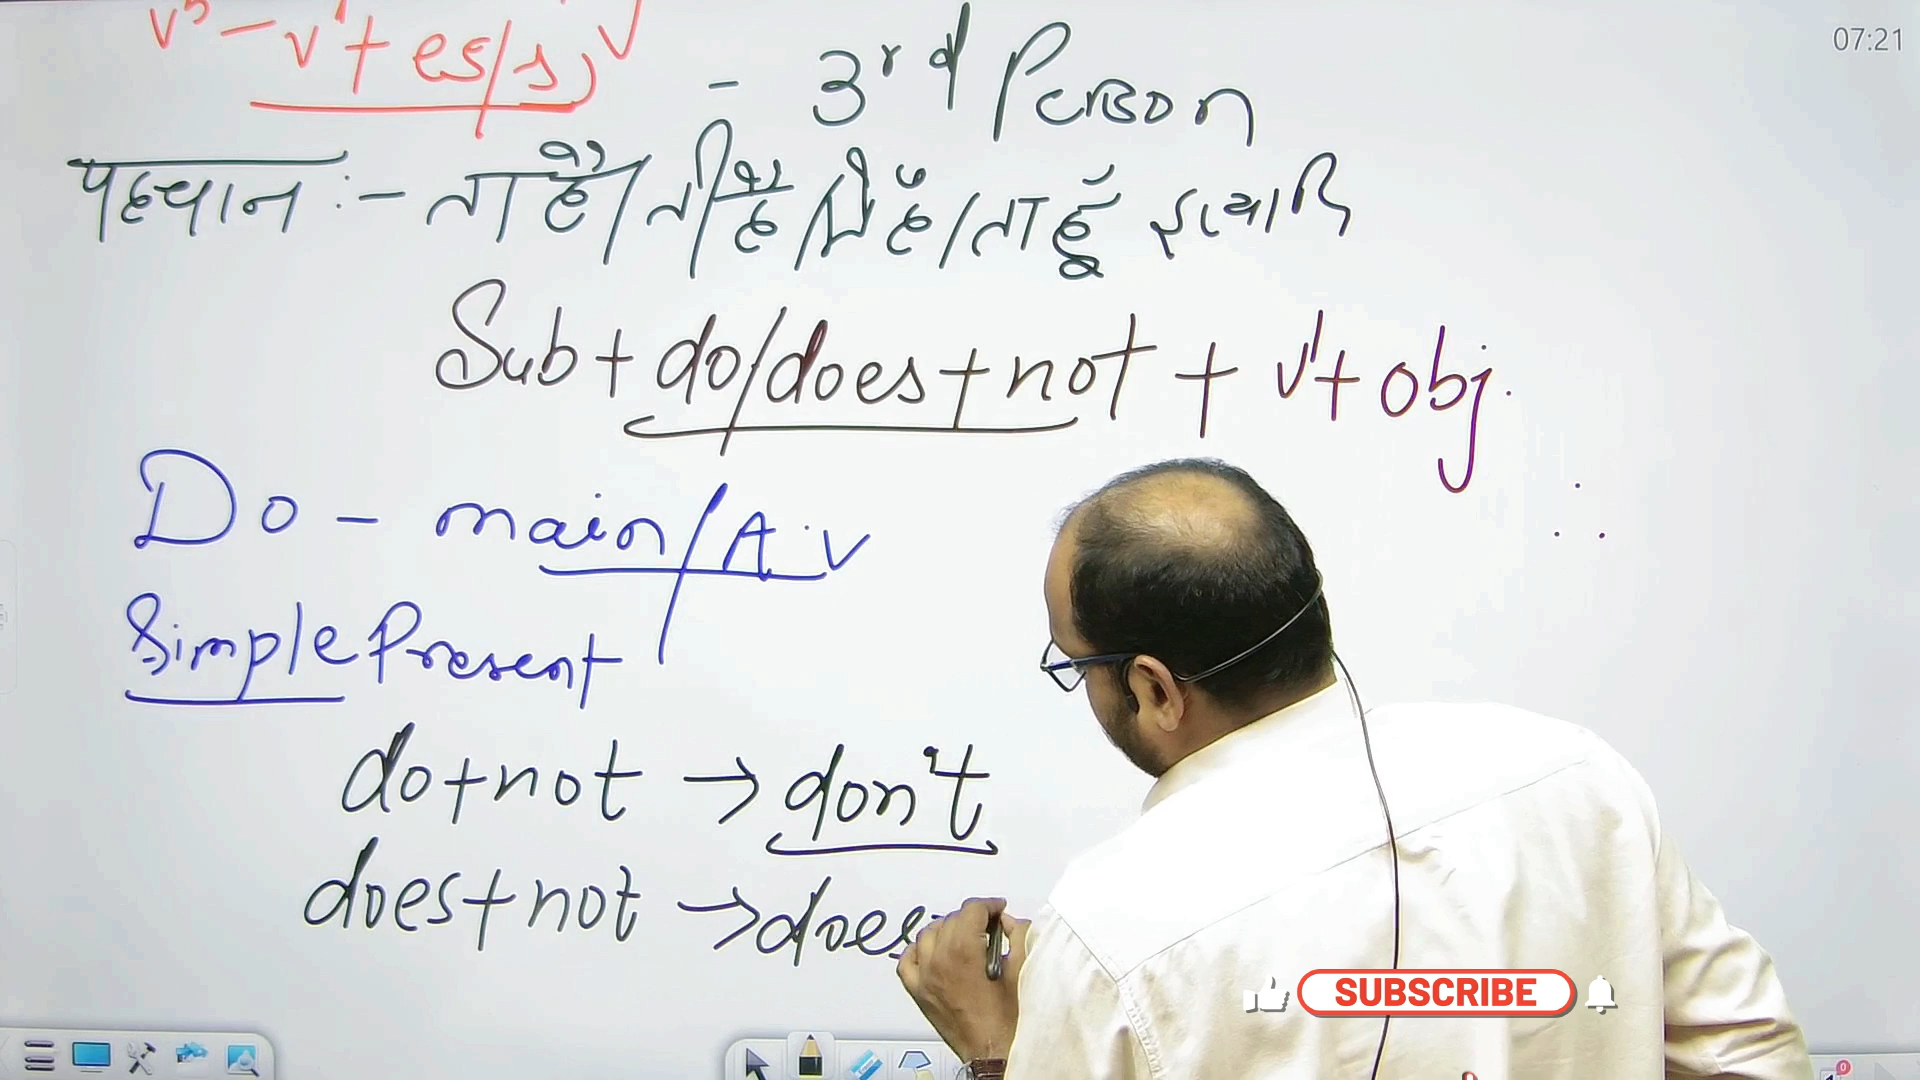 07:21
v⁵ – v¹ + es/s)
– 3rd Person
पहचान :- ता है/ती है/ते हैं/ता हूँ इत्यादि
Sub + do/does + not + v¹ + obj.
Do – main/A.V
Simple Present
do + not → don't
does + not → does
SUBSCRIBE